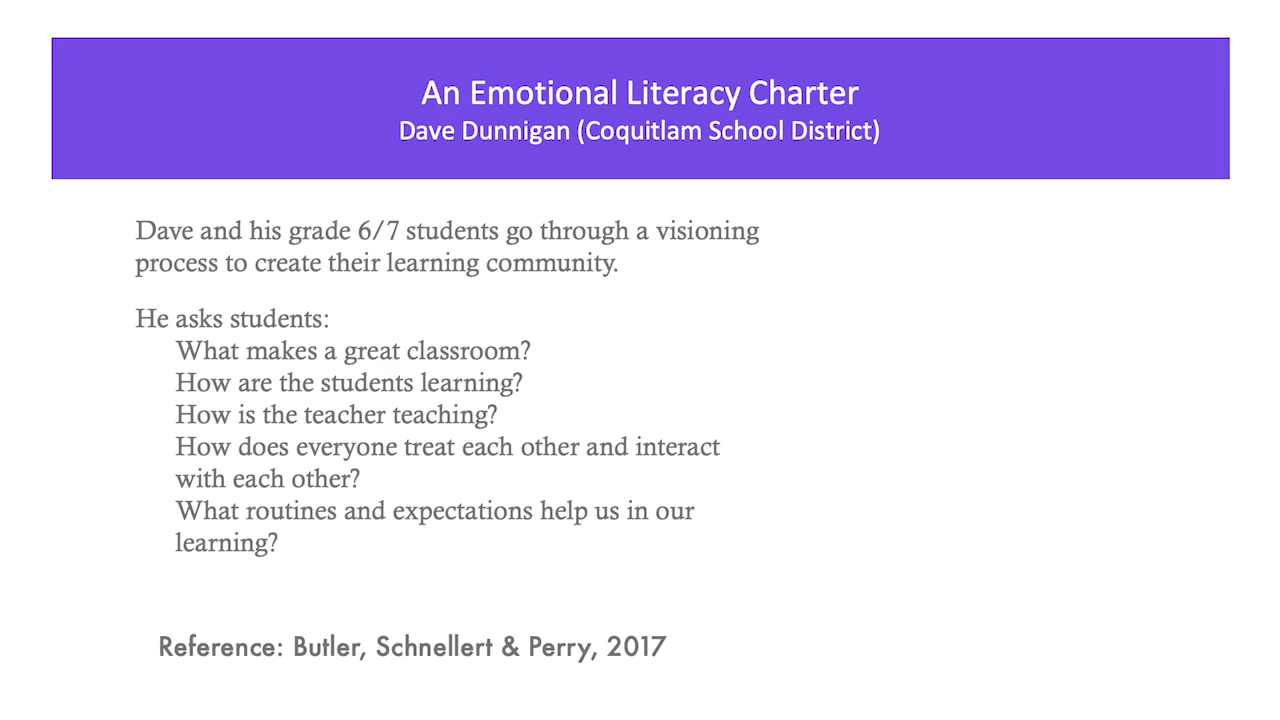 An Emotional Literacy Charter
Dave Dunnigan (Coquitlam School District)
Dave and his grade 6/7 students go through a visioning
process to create their learning community.
He asks students:
What makes a great classroom?
How are the students learning?
How is the teacher teaching?
How does everyone treat each other and interact
with each other?
What routines and expectations help us in our
learning?
Reference: Butler, Schnellert & Perry, 2017